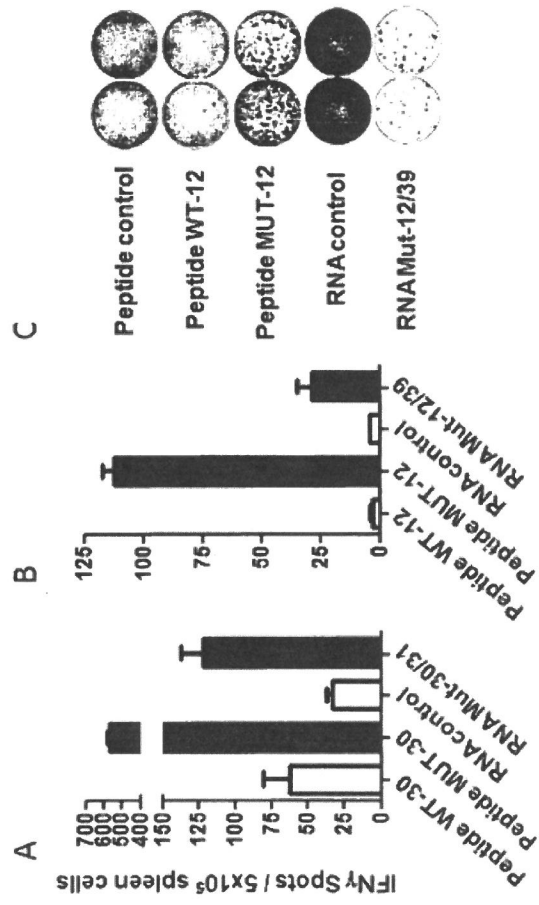 A
IFNγ Spots / 5x10⁵ spleen cells
700
600
500
400
150
125
100
75
50
25
0
Peptide WT-30
Peptide MUT-30
RNA control
RNA Mut-30/31
B
125
100
75
50
25
0
Peptide WT-12
Peptide MUT-12
RNA control
RNA Mut-12/39
C
Peptide control
Peptide WT-12
Peptide MUT-12
RNA control
RNA Mut-12/39